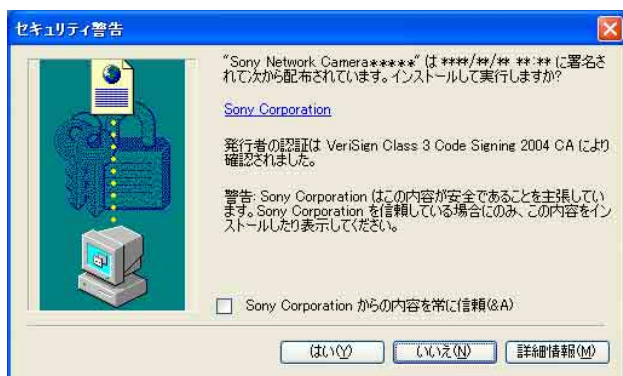 セキュリティ警告
"Sony Network Camera*****" は ****/**/** **:** に署名さ
れて次から配布されています。インストールして実行しますか?
Sony Corporation
発行者の認証は VeriSign Class 3 Code Signing 2004 CA により
確認されました。
警告: Sony Corporation はこの内容が安全であることを主張してい
ます。Sony Corporation を信頼している場合にのみ、この内容をイン
ストールしたり表示してください。
Sony Corporation からの内容を常に信頼(&A)
はい(Y)
いいえ(N)
詳細情報(M)